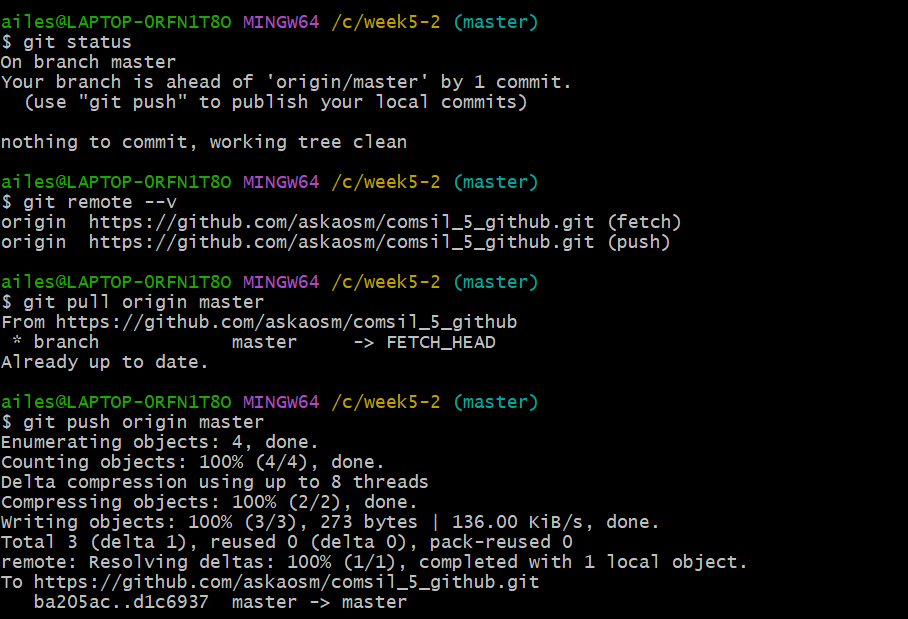 ailes@LAPTOP-0RFN1T8O MINGW64 /c/week5-2 (master)
$ git status
On branch master
Your branch is ahead of 'origin/master' by 1 commit.
  (use "git push" to publish your local commits)
nothing to commit, working tree clean
ailes@LAPTOP-0RFN1T8O MINGW64 /c/week5-2 (master)
$ git remote --v
origin  https://github.com/askaosm/comsil_5_github.git (fetch)
origin  https://github.com/askaosm/comsil_5_github.git (push)
ailes@LAPTOP-0RFN1T8O MINGW64 /c/week5-2 (master)
$ git pull origin master
From https://github.com/askaosm/comsil_5_github
 * branch            master     -> FETCH_HEAD
Already up to date.
ailes@LAPTOP-0RFN1T8O MINGW64 /c/week5-2 (master)
$ git push origin master
Enumerating objects: 4, done.
Counting objects: 100% (4/4), done.
Delta compression using up to 8 threads
Compressing objects: 100% (2/2), done.
Writing objects: 100% (3/3), 273 bytes | 136.00 KiB/s, done.
Total 3 (delta 1), reused 0 (delta 0), pack-reused 0
remote: Resolving deltas: 100% (1/1), completed with 1 local object.
To https://github.com/askaosm/comsil_5_github.git
   ba205ac..d1c6937  master -> master